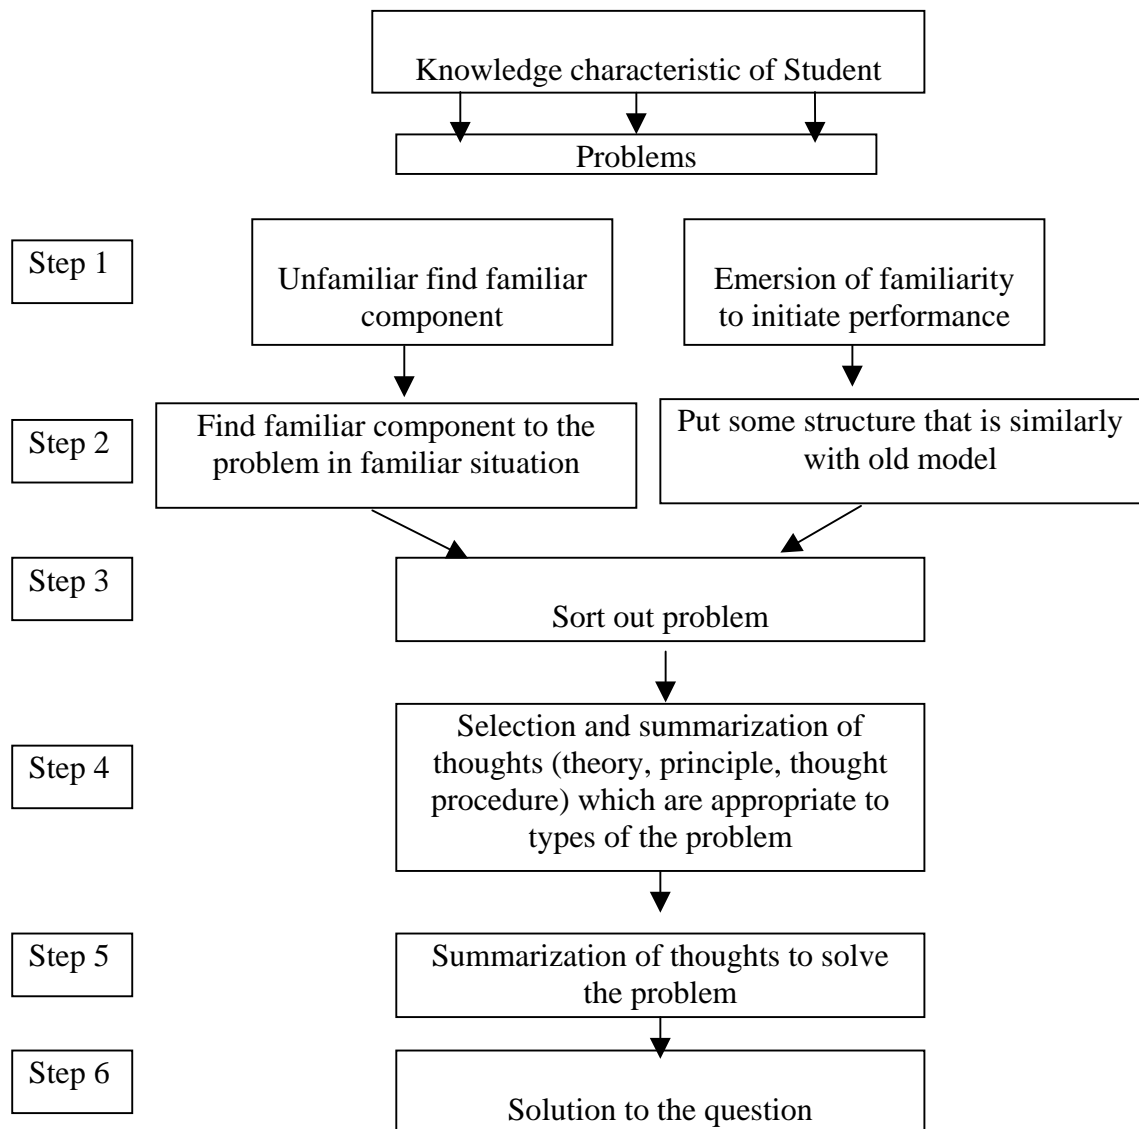 Knowledge characteristic of Student
Problems
Step 1
Unfamiliar find familiar
component
Emersion of familiarity
to initiate performance
Step 2
Find familiar component to the
problem in familiar situation
Put some structure that is similarly
with old model
Step 3
Sort out problem
Step 4
Selection and summarization of
thoughts (theory, principle, thought
procedure) which are appropriate to
types of the problem
Step 5
Summarization of thoughts to solve
the problem
Step 6
Solution to the question